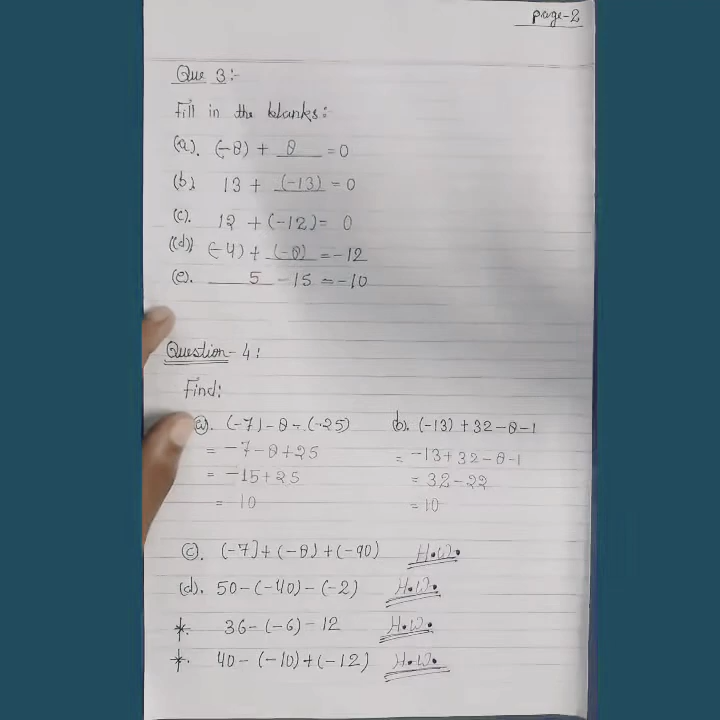 page-2
Que 3:-
Fill in the blanks:
(a). (-8) + 8 = 0
(b). 13 + (-13) = 0
(c). 12 + (-12) = 0
(d) (-4) + (-8) = -12
(e). 5 - 15 = -10
Question - 4:
Find:
(a). (-7) - 8 - (-25)
= -7 - 8 + 25
= -15 + 25
= 10
b. (-13) + 32 - 8 - 1
= -13 + 32 - 8 - 1
= 32 - 22
= 10
(c). (-7) + (-8) + (-90) H.W.
(d). 50 - (-40) - (-2) H.W.
*. 36 - (-6) - 12 H.W.
*. 40 - (-10) + (-12) H.W.